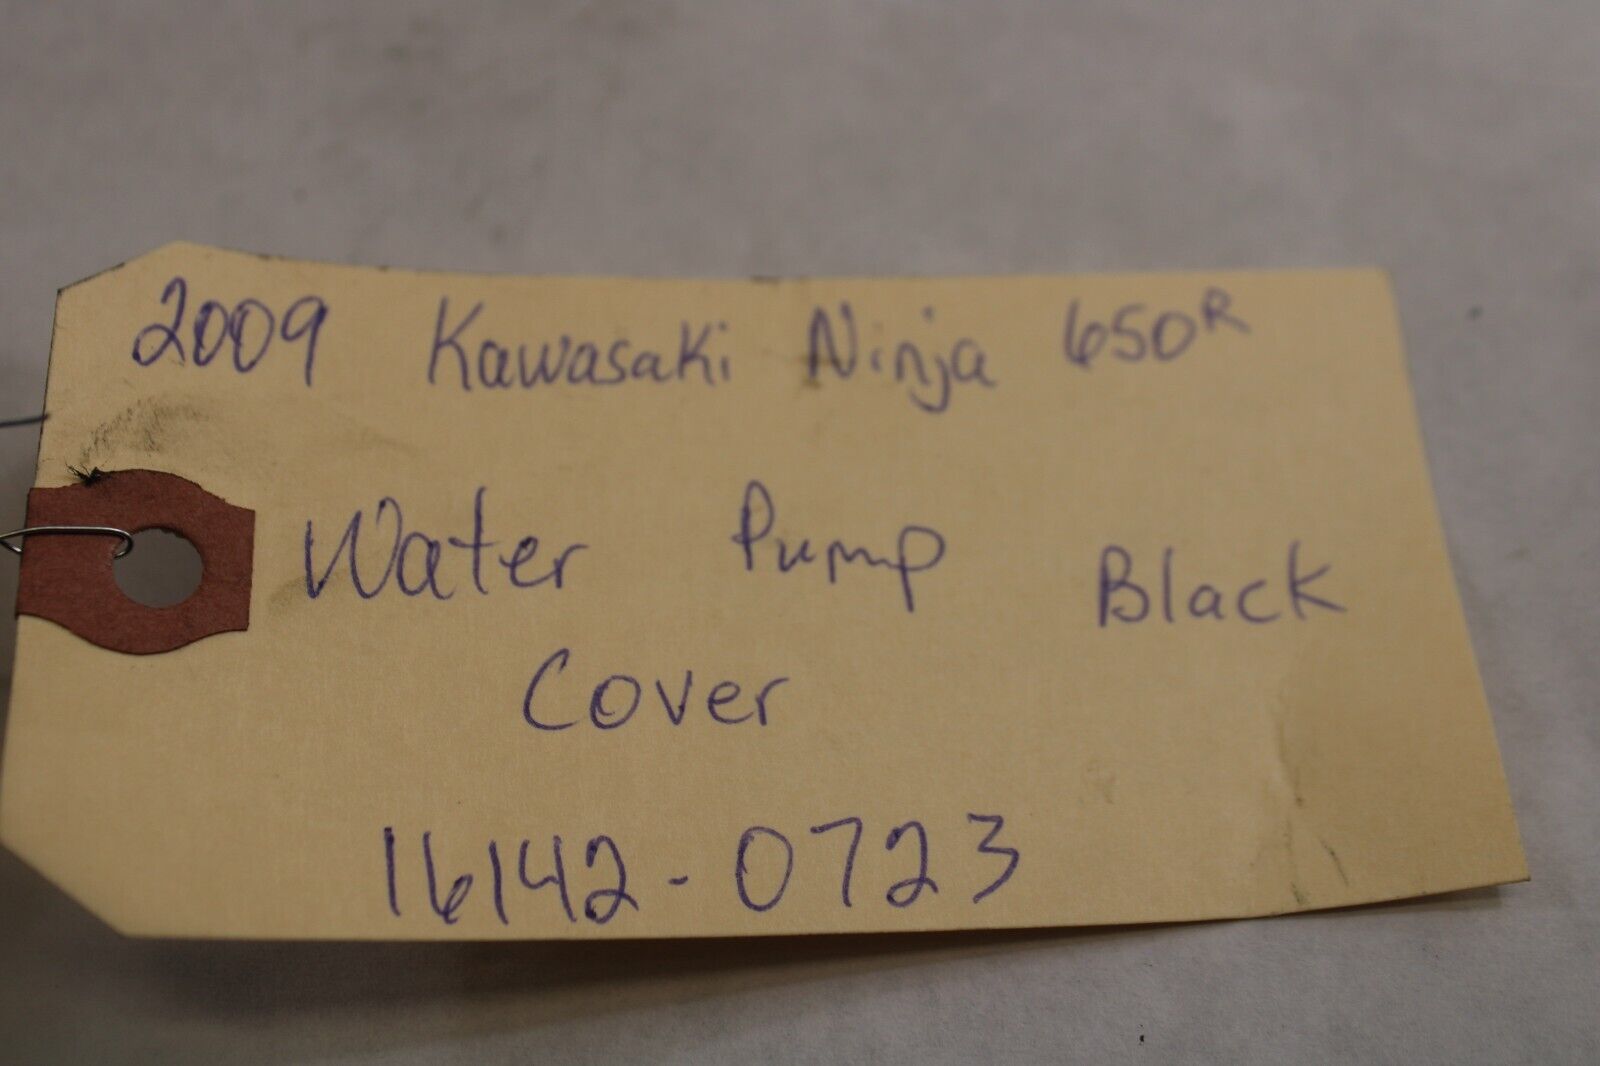 2009 Kawasaki Ninja 650R
Water Pump Black
Cover
16142-0723